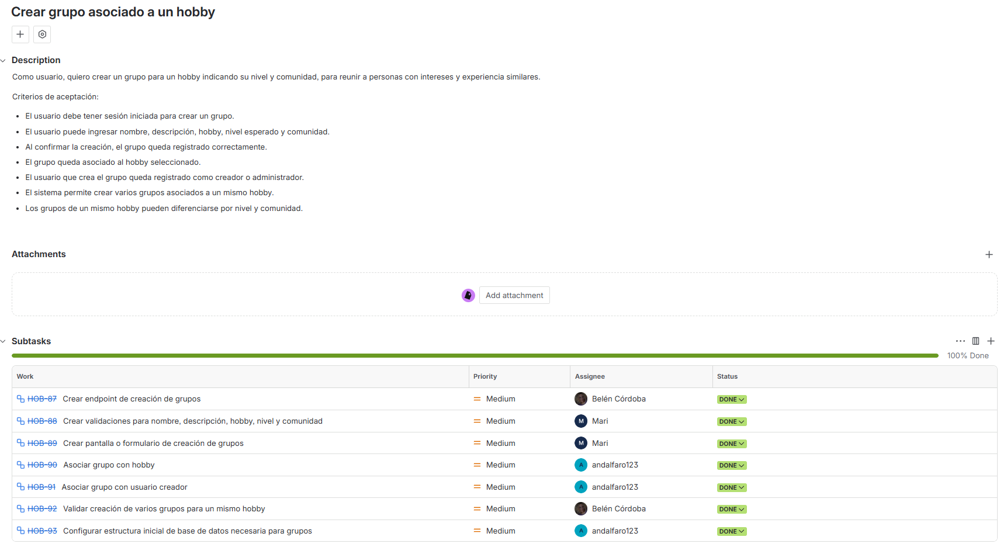 Crear grupo asociado a un hobby
Description
Como usuario, quiero crear un grupo para un hobby indicando su nivel y comunidad, para reunir a personas con intereses y experiencia similares.
Criterios de aceptación:
El usuario debe tener sesión iniciada para crear un grupo.
El usuario puede ingresar nombre, descripción, hobby, nivel esperado y comunidad.
Al confirmar la creación, el grupo queda registrado correctamente.
El grupo queda asociado al hobby seleccionado.
El usuario que crea el grupo queda registrado como creador o administrador.
El sistema permite crear varios grupos asociados a un mismo hobby.
Los grupos de un mismo hobby pueden diferenciarse por nivel y comunidad.
Attachments
Add attachment
Subtasks
100% Done
Work Priority Assignee Status
HOB-87 Crear endpoint de creación de grupos Medium Belén Córdoba DONE
HOB-88 Crear validaciones para nombre, descripción, hobby, nivel y comunidad Medium M Mari DONE
HOB-89 Crear pantalla o formulario de creación de grupos Medium M Mari DONE
HOB-90 Asociar grupo con hobby Medium A andalfaro123 DONE
HOB-91 Asociar grupo con usuario creador Medium A andalfaro123 DONE
HOB-92 Validar creación de varios grupos para un mismo hobby Medium Belén Córdoba DONE
HOB-93 Configurar estructura inicial de base de datos necesaria para grupos Medium A andalfaro123 DONE